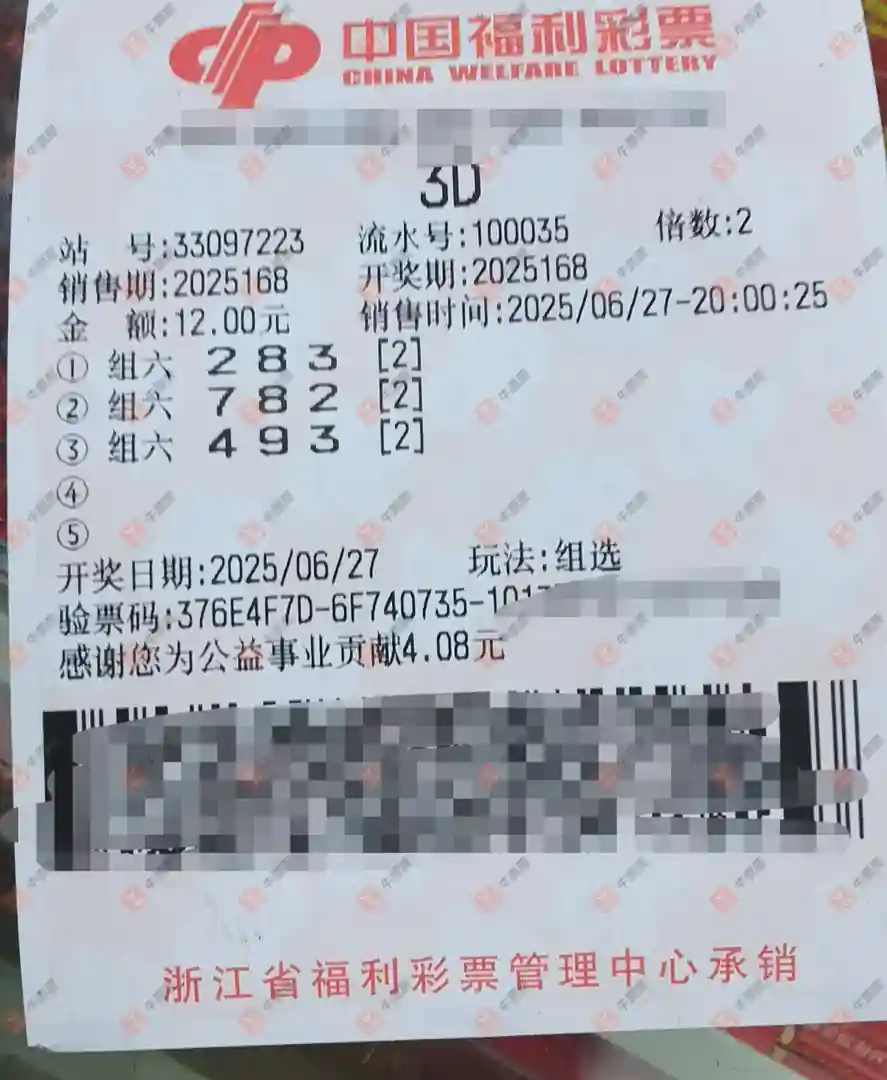 中国福利彩票
CHINA WELFARE LOTTERY
3D
站 号:33097223 流水号:100035 倍数:2
销售期:2025168 开奖期:2025168
金 额:12.00元 销售时间:2025/06/27-20:00:25
① 组六 2 8 3 [2]
② 组六 7 8 2 [2]
③ 组六 4 9 3 [2]
④
⑤
开奖日期:2025/06/27 玩法:组选
验票码:376E4F7D-6F740735-101
感谢您为公益事业贡献4.08元
浙江省福利彩票管理中心承销